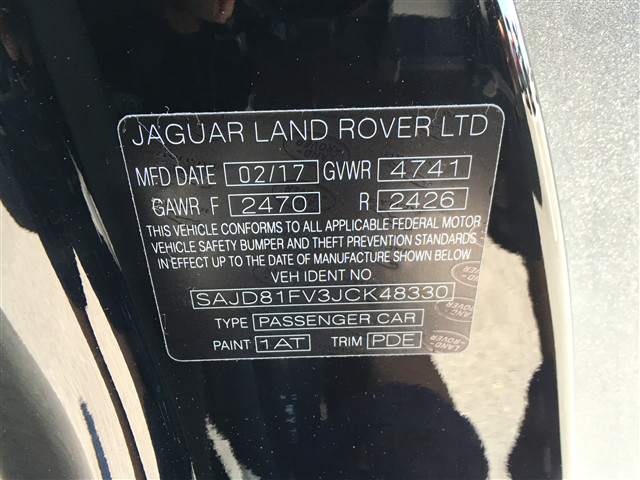 JAGUAR LAND ROVER LTD
MFD DATE 02/17 GVWR 4741
GAWR F 2470 R 2426
THIS VEHICLE CONFORMS TO ALL APPLICABLE FEDERAL MOTOR
VEHICLE SAFETY BUMPER AND THEFT PREVENTION STANDARDS
IN EFFECT UP TO THE DATE OF MANUFACTURE SHOWN BELOW
VEH IDENT NO.
SAJD81FV3JCK48330
TYPE PASSENGER CAR
PAINT 1AT TRIM PDE
LAND-
ROVER